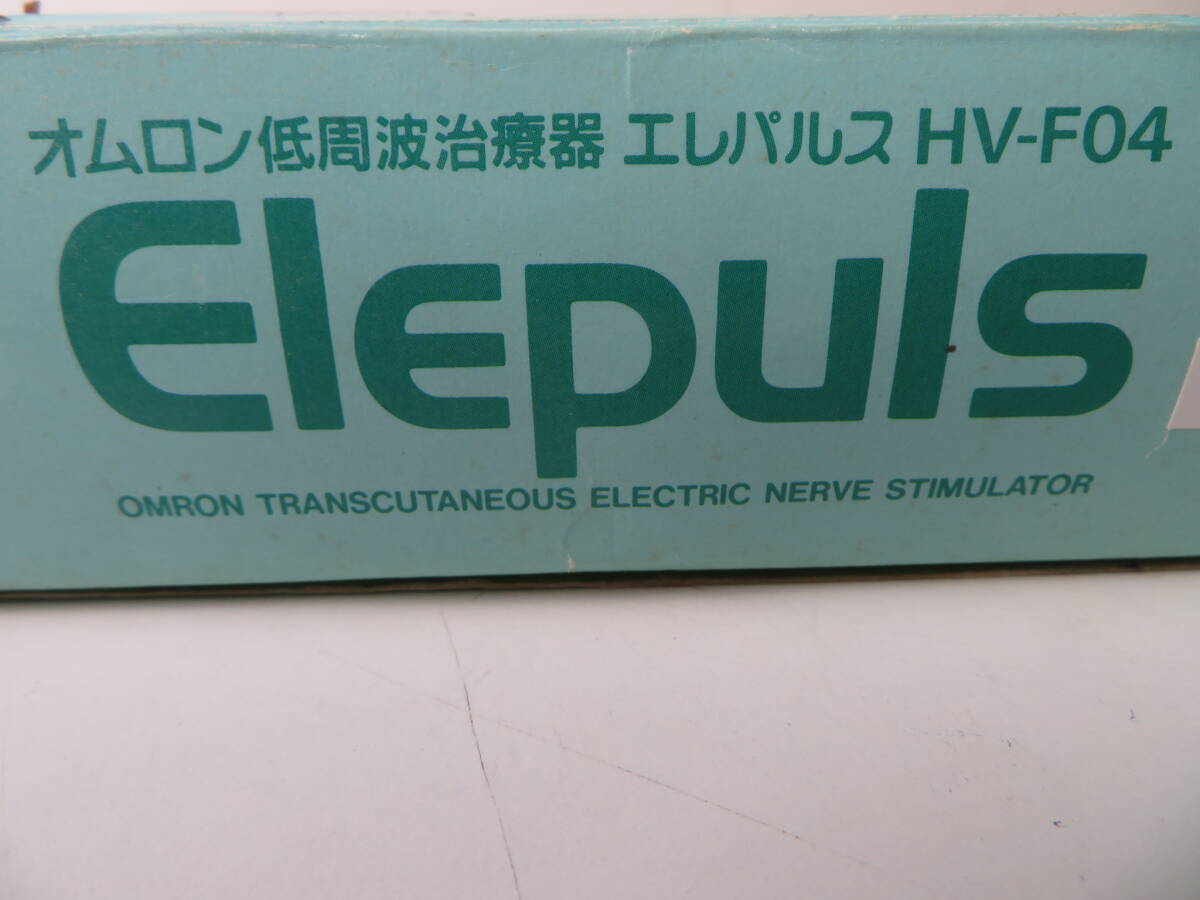 オムロン低周波治療器 エレパルス HV-F04
Elepuls
OMRON TRANSCUTANEOUS ELECTRIC NERVE STIMULATOR